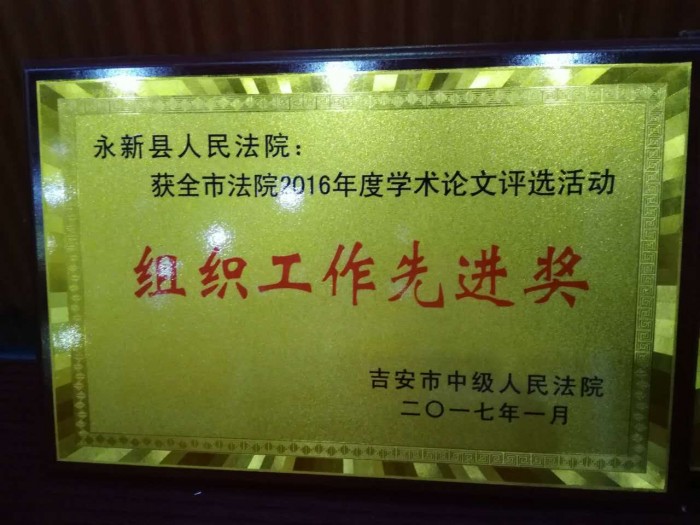 永新县人民法院：
获全市法院2016年度学术论文评选活动
组织工作先进奖
吉安市中级人民法院
二〇一七年一月